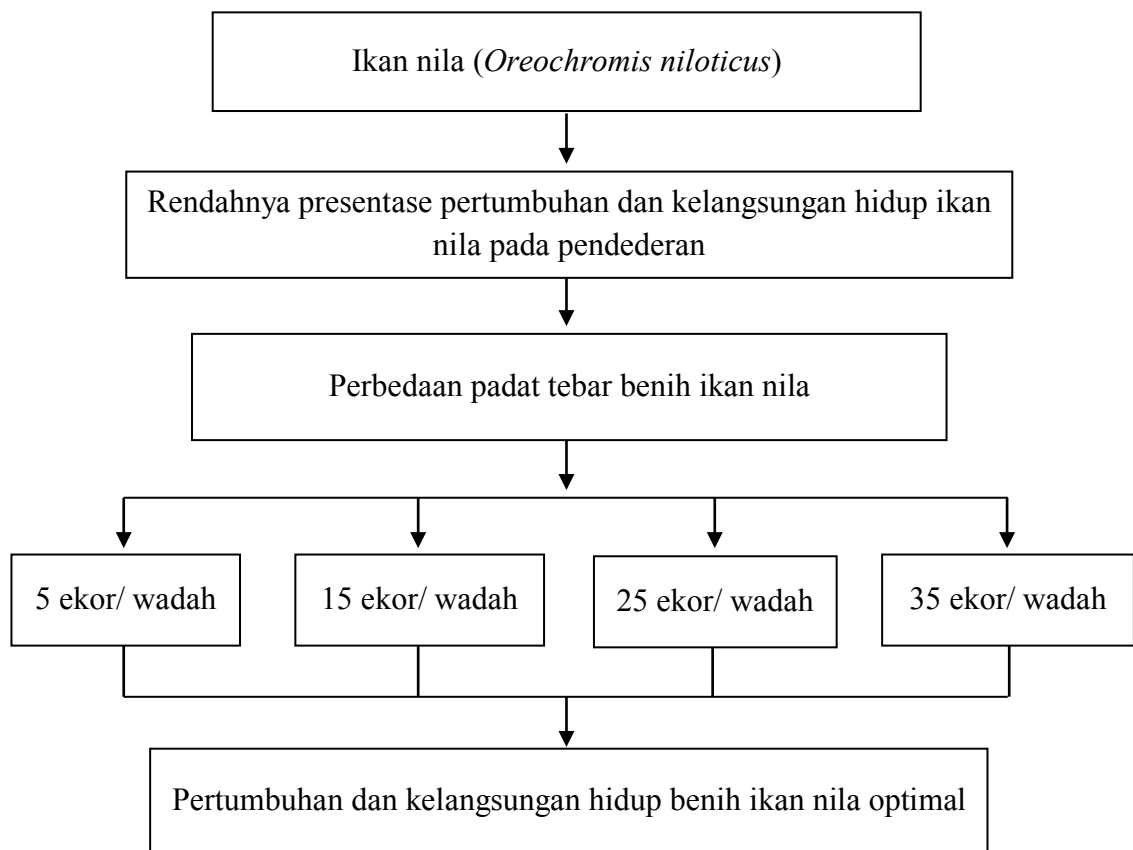 Ikan nila (Oreochromis niloticus)
Rendahnya presentase pertumbuhan dan kelangsungan hidup ikan
nila pada pendederan
Perbedaan padat tebar benih ikan nila
5 ekor/ wadah
15 ekor/ wadah
25 ekor/ wadah
35 ekor/ wadah
Pertumbuhan dan kelangsungan hidup benih ikan nila optimal